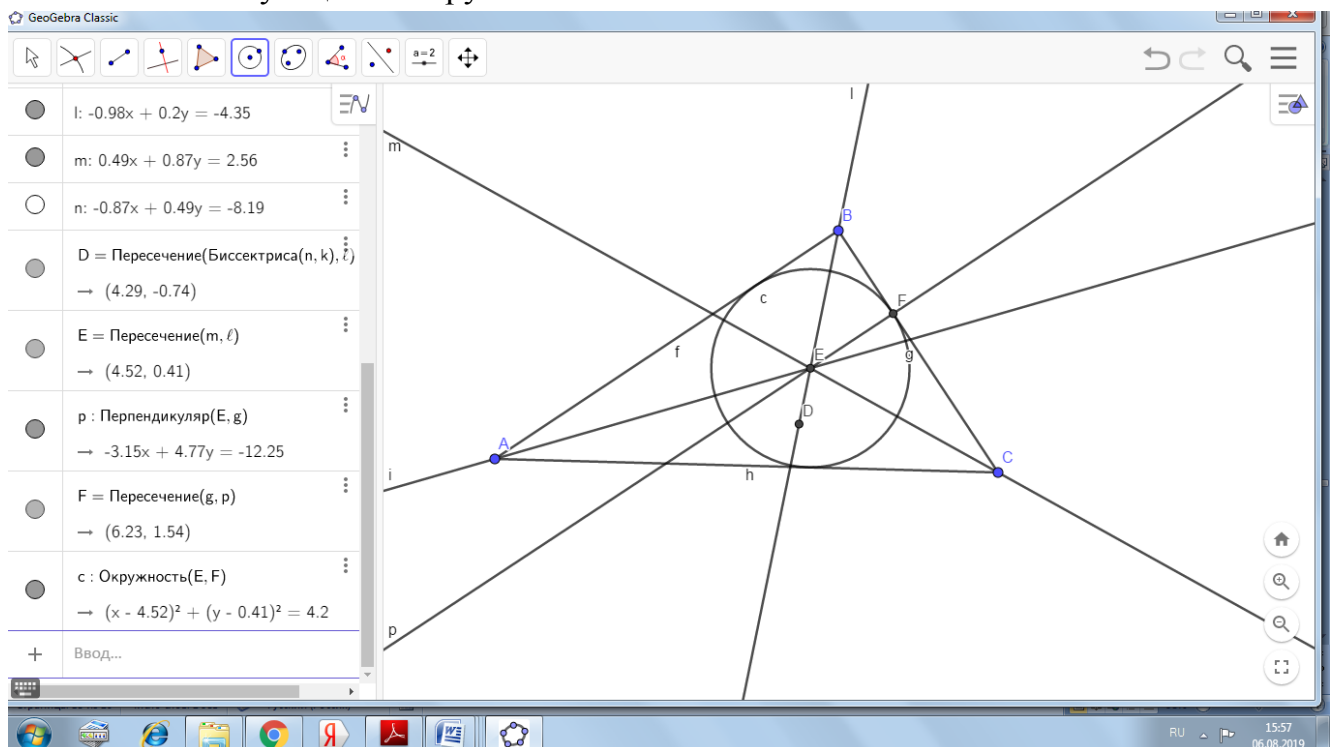 GeoGebra Classic
a=2
l: -0.98x + 0.2y = -4.35
m: 0.49x + 0.87y = 2.56
n: -0.87x + 0.49y = -8.19
D = Пересечение(Биссектриса(n, k), ℓ)
→ (4.29, -0.74)
E = Пересечение(m, ℓ)
→ (4.52, 0.41)
p : Перпендикуляр(E, g)
→ -3.15x + 4.77y = -12.25
F = Пересечение(g, p)
→ (6.23, 1.54)
c : Окружность(E, F)
→ (x - 4.52)² + (y - 0.41)² = 4.2
+ Ввод...
l
m
B
c
F
f
E
g
D
A
C
i
h
p
RU
15:57
06.08.2019